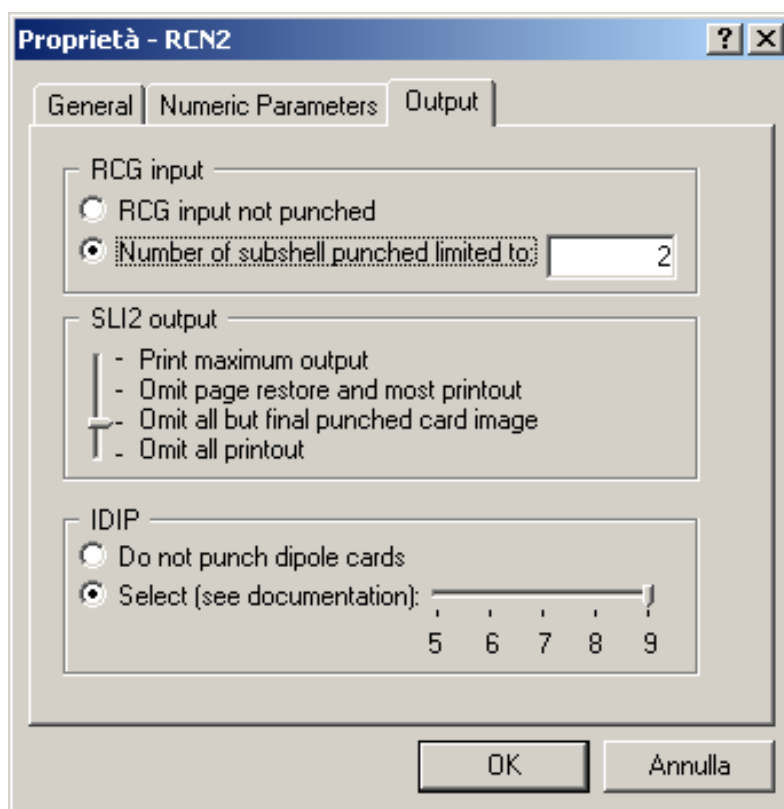 Proprietà - RCN2
General Numeric Parameters Output
RCG input
RCG input not punched
Number of subshell punched limited to: 2
SLI2 output
- Print maximum output
- Omit page restore and most printout
- Omit all but final punched card image
- Omit all printout
IDIP
Do not punch dipole cards
Select (see documentation):
5 6 7 8 9
OK Annulla